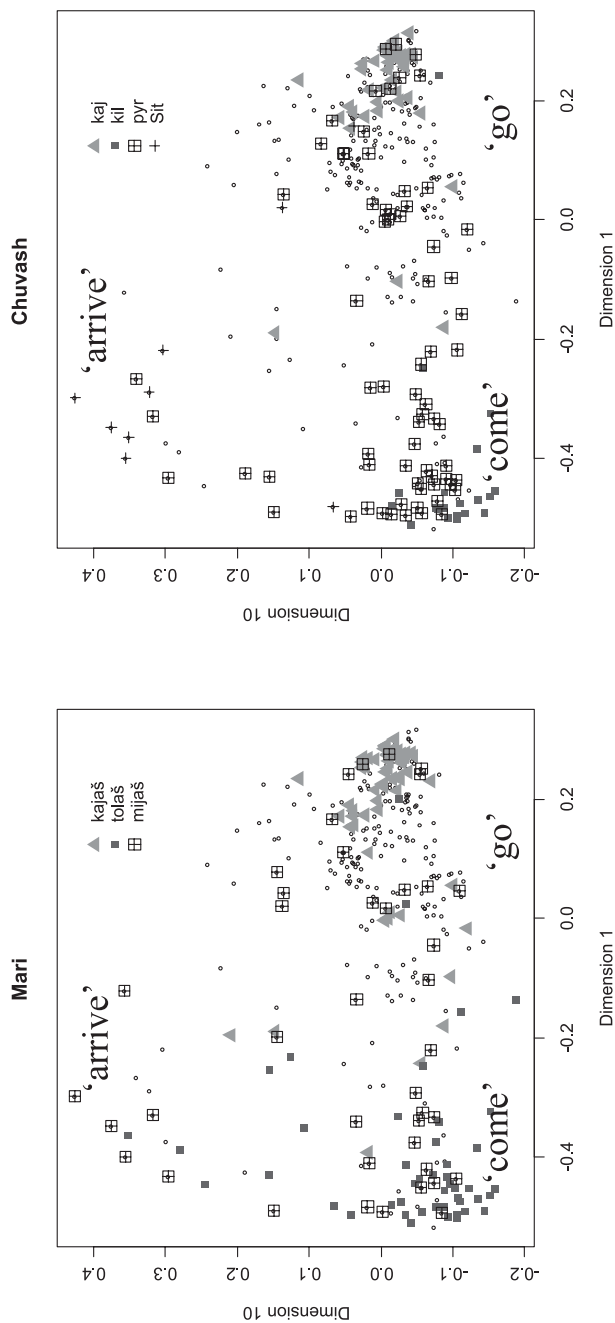 Mari
kajaš
tolaš
mijaš
'arrive'
'go'
'come'
Dimension 10
0.4
0.3
0.2
0.1
0.0
-0.1
-0.2
-0.4
-0.2
0.0
0.2
Dimension 1
Chuvash
kaj
kil
pyr
Sit
'arrive'
'go'
'come'
Dimension 10
0.4
0.3
0.2
0.1
0.0
-0.1
-0.2
-0.4
-0.2
0.0
0.2
Dimension 1